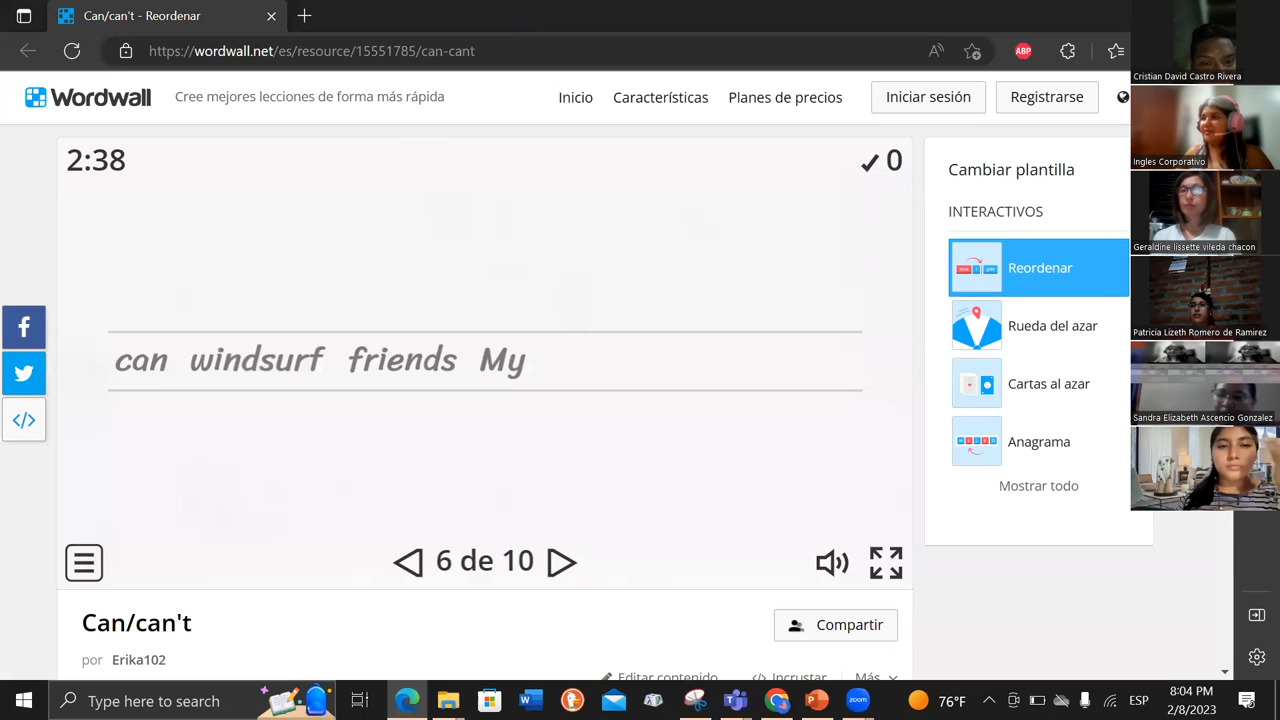 Can/can't - Reordenar
https://wordwall.net/es/resource/15551785/can-cant
ABP
Wordwall
Cree mejores lecciones de forma más rápida
Inicio
Características
Planes de precios
Iniciar sesión
Registrarse
2:38
0
can windsurf friends My
6 de 10
Can/can't
por Erika102
Compartir
Editar contenido
Incrustar
Más
Cambiar plantilla
INTERACTIVOS
Reordenar
Rueda del azar
Cartas al azar
Anagrama
Mostrar todo
Cristian David Castro Rivera
Ingles Corporativo
Geraldine lissette vileda chacon
Patricia Lizeth Romero de Ramirez
Sandra Elizabeth Ascencio Gonzalez
Type here to search
zoom
76°F
ESP
8:04 PM
2/8/2023